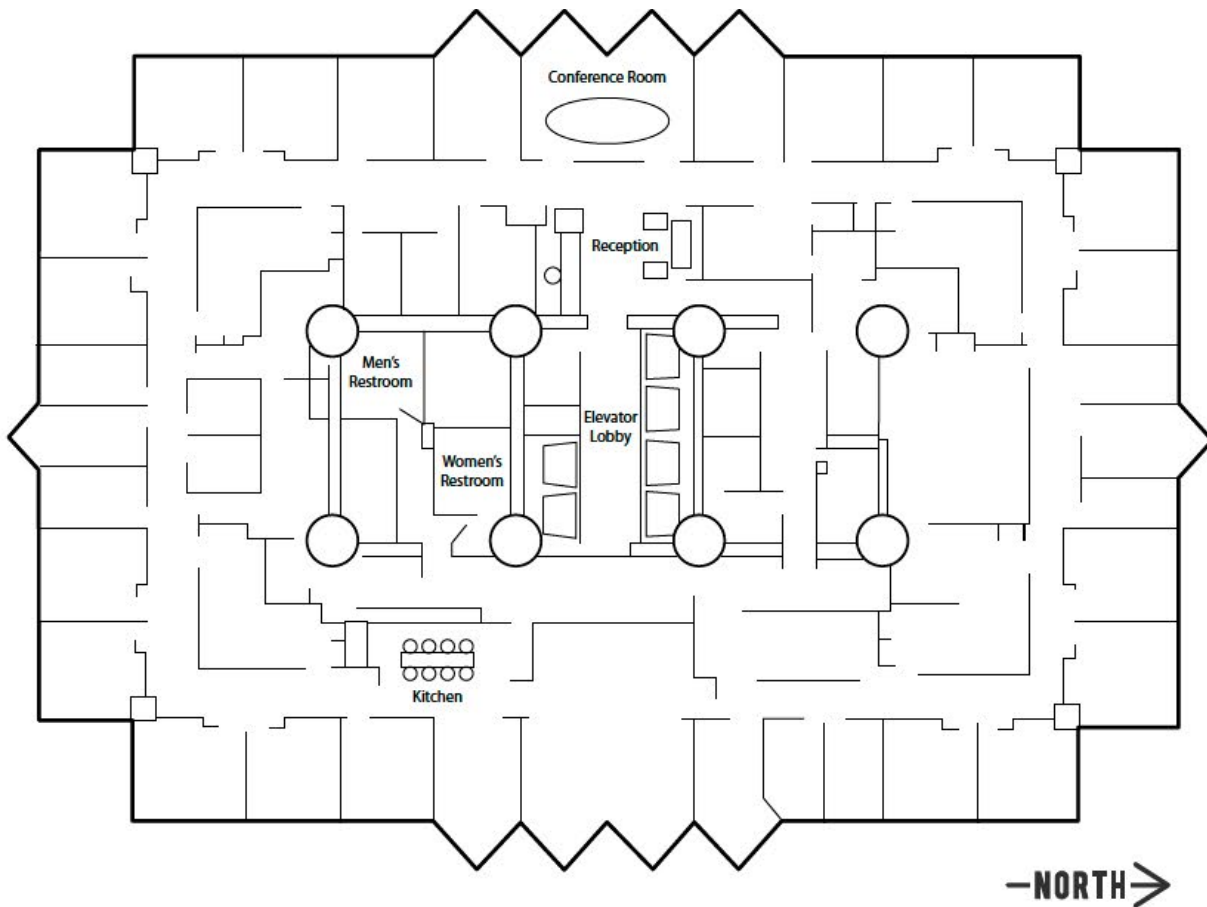 Conference Room
Reception
Men's
Restroom
Elevator
Lobby
Women's
Restroom
Kitchen
NORTH